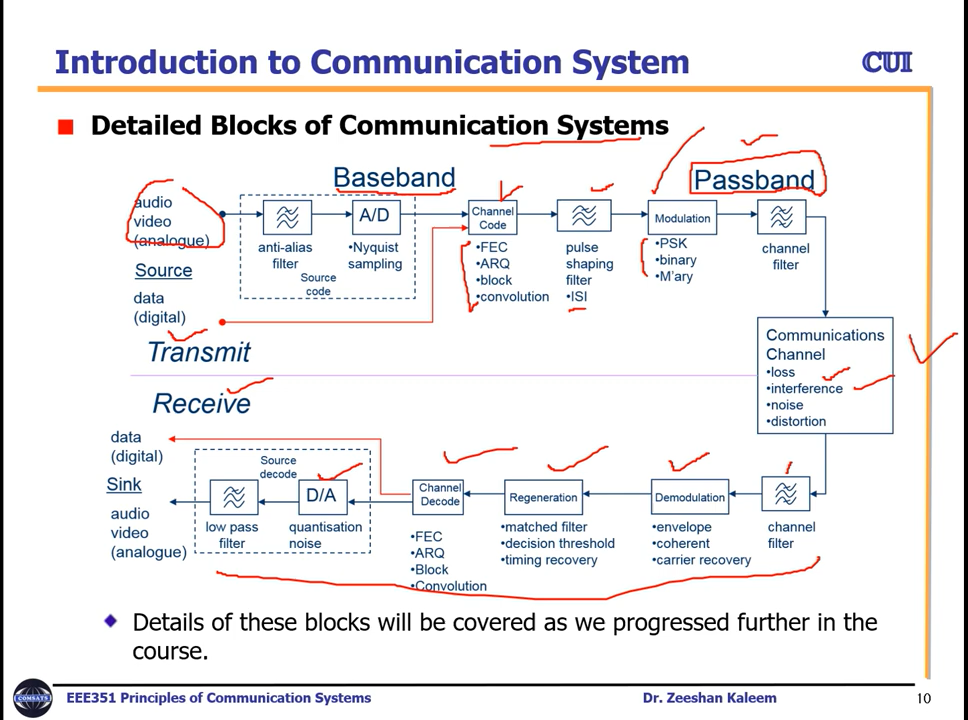 Introduction to Communication System
CUI
Detailed Blocks of Communication Systems
Baseband
Passband
audio
video
(analogue)
Source
data
(digital)
anti-alias
filter
A/D
•Nyquist
sampling
Source
code
Channel
Code
•FEC
•ARQ
•block
•convolution
pulse
shaping
filter
•ISI
Modulation
•PSK
•binary
•M'ary
channel
filter
Transmit
Communications
Channel
•loss
•interference
•noise
•distortion
Receive
data
(digital)
Sink
audio
video
(analogue)
Source
decode
low pass
filter
D/A
quantisation
noise
Channel
Decode
•FEC
•ARQ
•Block
•Convolution
Regeneration
•matched filter
•decision threshold
•timing recovery
Demodulation
•envelope
•coherent
•carrier recovery
channel
filter
Details of these blocks will be covered as we progressed further in the
course.
COMSATS
EEE351 Principles of Communication Systems
Dr. Zeeshan Kaleem
10